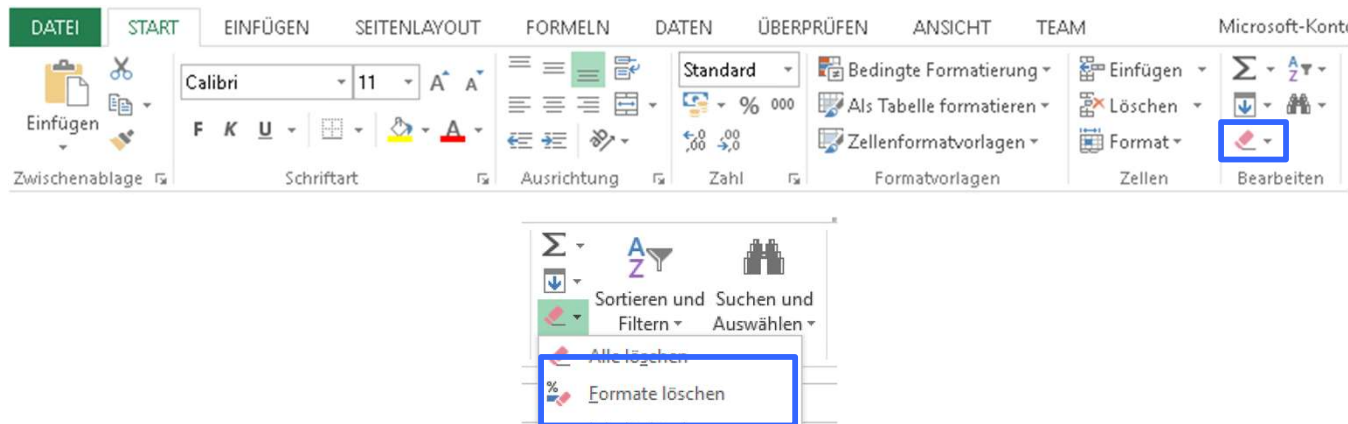 DATEI START EINFÜGEN SEITENLAYOUT FORMELN DATEN ÜBERPRÜFEN ANSICHT TEAM Microsoft-Konto
Calibri 11 A A Standard Bedingte Formatierung Einfügen Σ A Z
Einfügen F K U A % 000 Als Tabelle formatieren Löschen
,00 ,0 Zellenformatvorlagen Format
Zwischenablage Schriftart Ausrichtung Zahl Formatvorlagen Zellen Bearbeiten
Σ A Z
Sortieren und Suchen und
Filtern Auswählen
Alle löschen
% Formate löschen